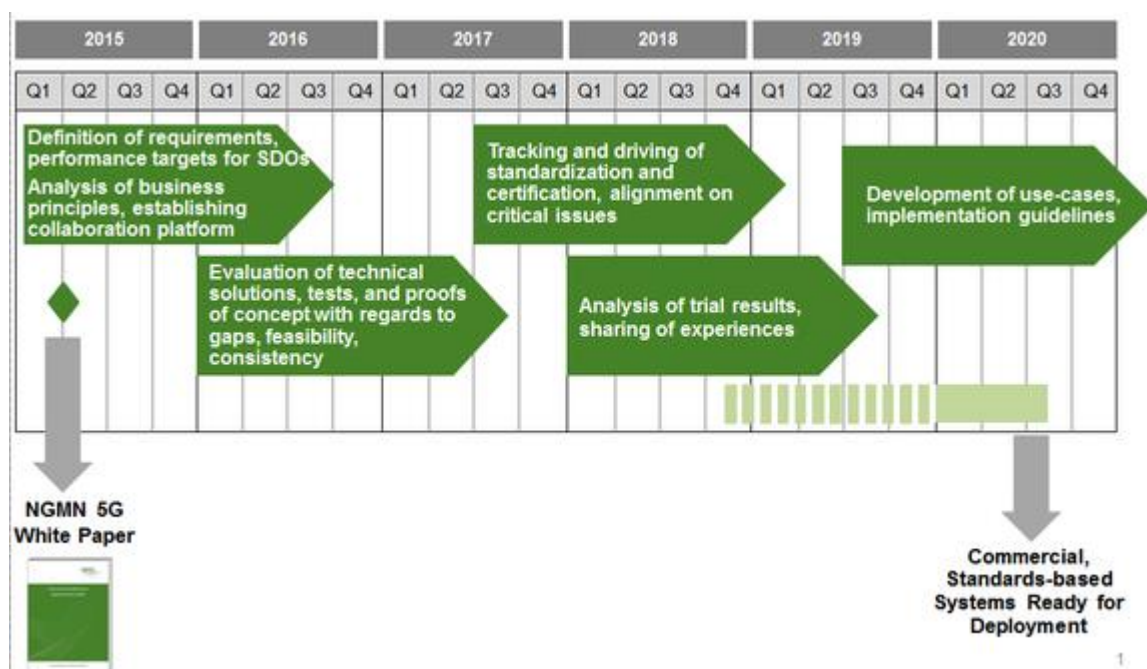 2015 2016 2017 2018 2019 2020
Q1 Q2 Q3 Q4 Q1 Q2 Q3 Q4 Q1 Q2 Q3 Q4 Q1 Q2 Q3 Q4 Q1 Q2 Q3 Q4 Q1 Q2 Q3 Q4
Definition of requirements,
performance targets for SDOs
Analysis of business
principles, establishing
collaboration platform
Tracking and driving of
standardization and
certification, alignment on
critical issues
Development of use-cases,
implementation guidelines
Evaluation of technical
solutions, tests, and proofs
of concept with regards to
gaps, feasibility,
consistency
Analysis of trial results,
sharing of experiences
NGMN 5G
White Paper
Commercial,
Standards-based
Systems Ready for
Deployment
1